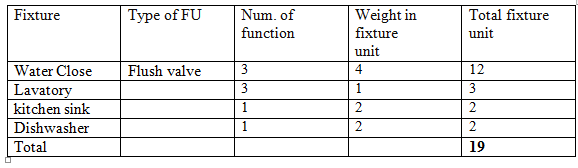 Fixture Type of FU Num. of function Weight in fixture unit Total fixture unit
Water Close Flush valve 3 4 12
Lavatory 3 1 3
kitchen sink 1 2 2
Dishwasher 1 2 2
Total 19